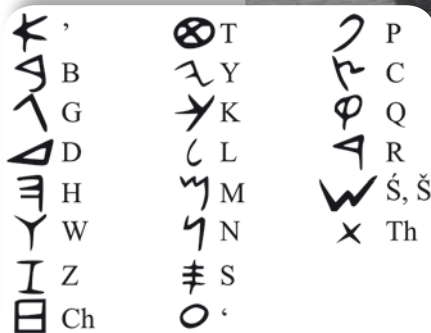 𐤀 ’
𐤁 B
𐤂 G
𐤃 D
𐤄 H
𐤅 W
𐤆 Z
𐤇 Ch
𐤈 T
𐤉 Y
𐤊 K
𐤋 L
𐤌 M
𐤍 N
𐤎 S
𐤏 ‘
𐤐 P
𐤑 C
𐤒 Q
𐤓 R
𐤔 Ś, Š
𐤕 Th